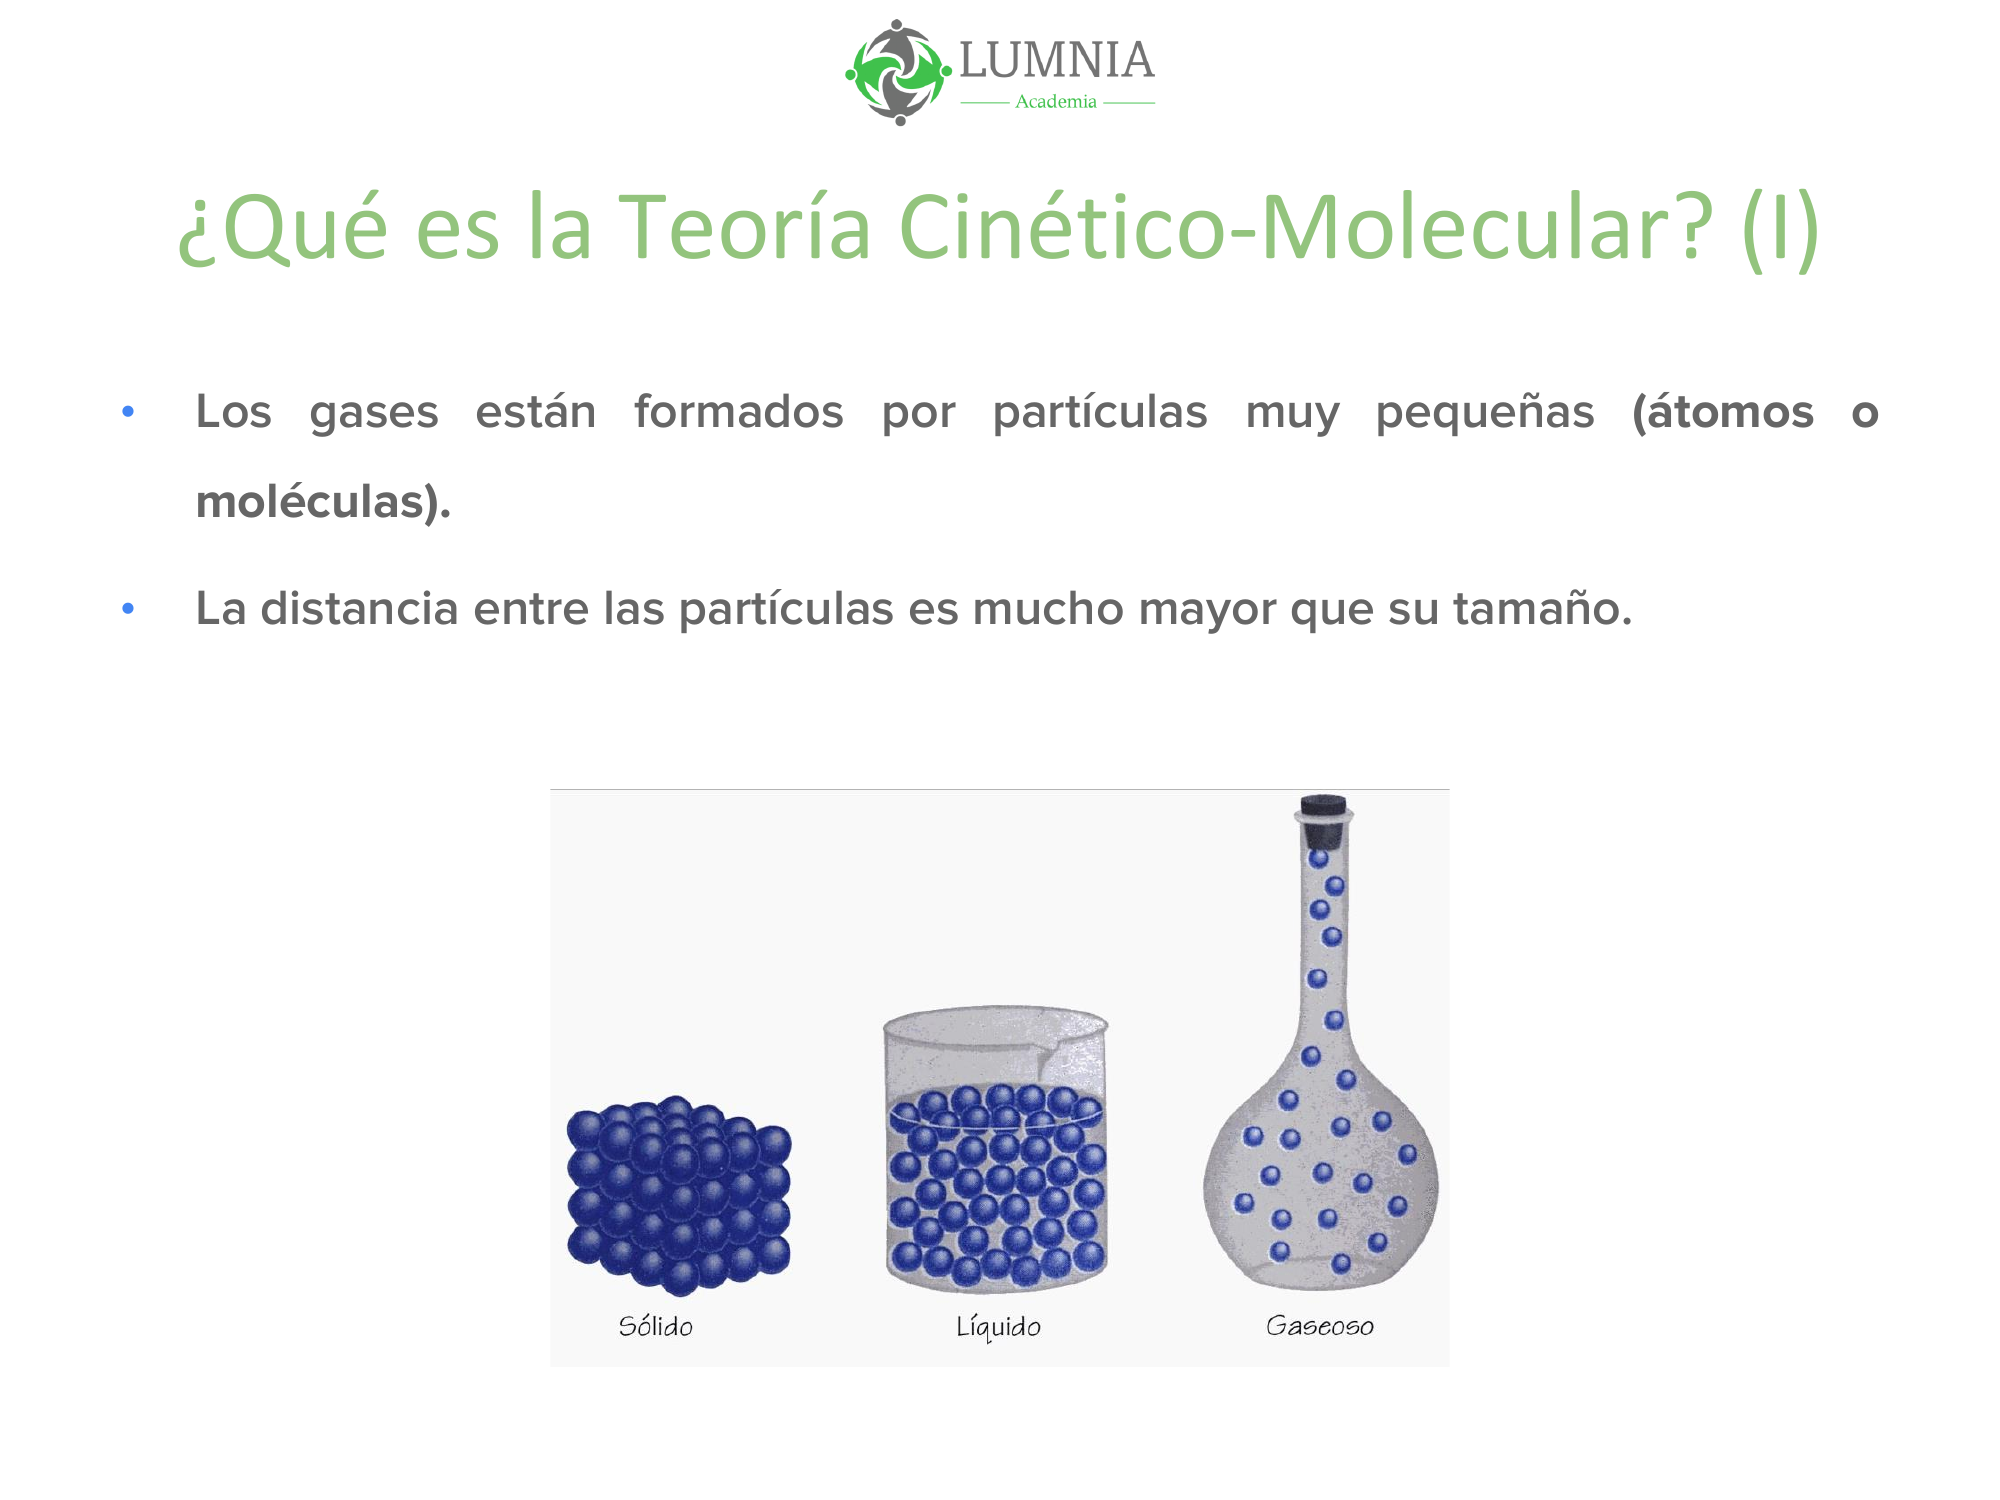 LUMNIA
Academia
¿Qué es la Teoría Cinético-Molecular? (I)
• Los gases están formados por partículas muy pequeñas (átomos o
moléculas).
• La distancia entre las partículas es mucho mayor que su tamaño.
Sólido
Líquido
Gaseoso